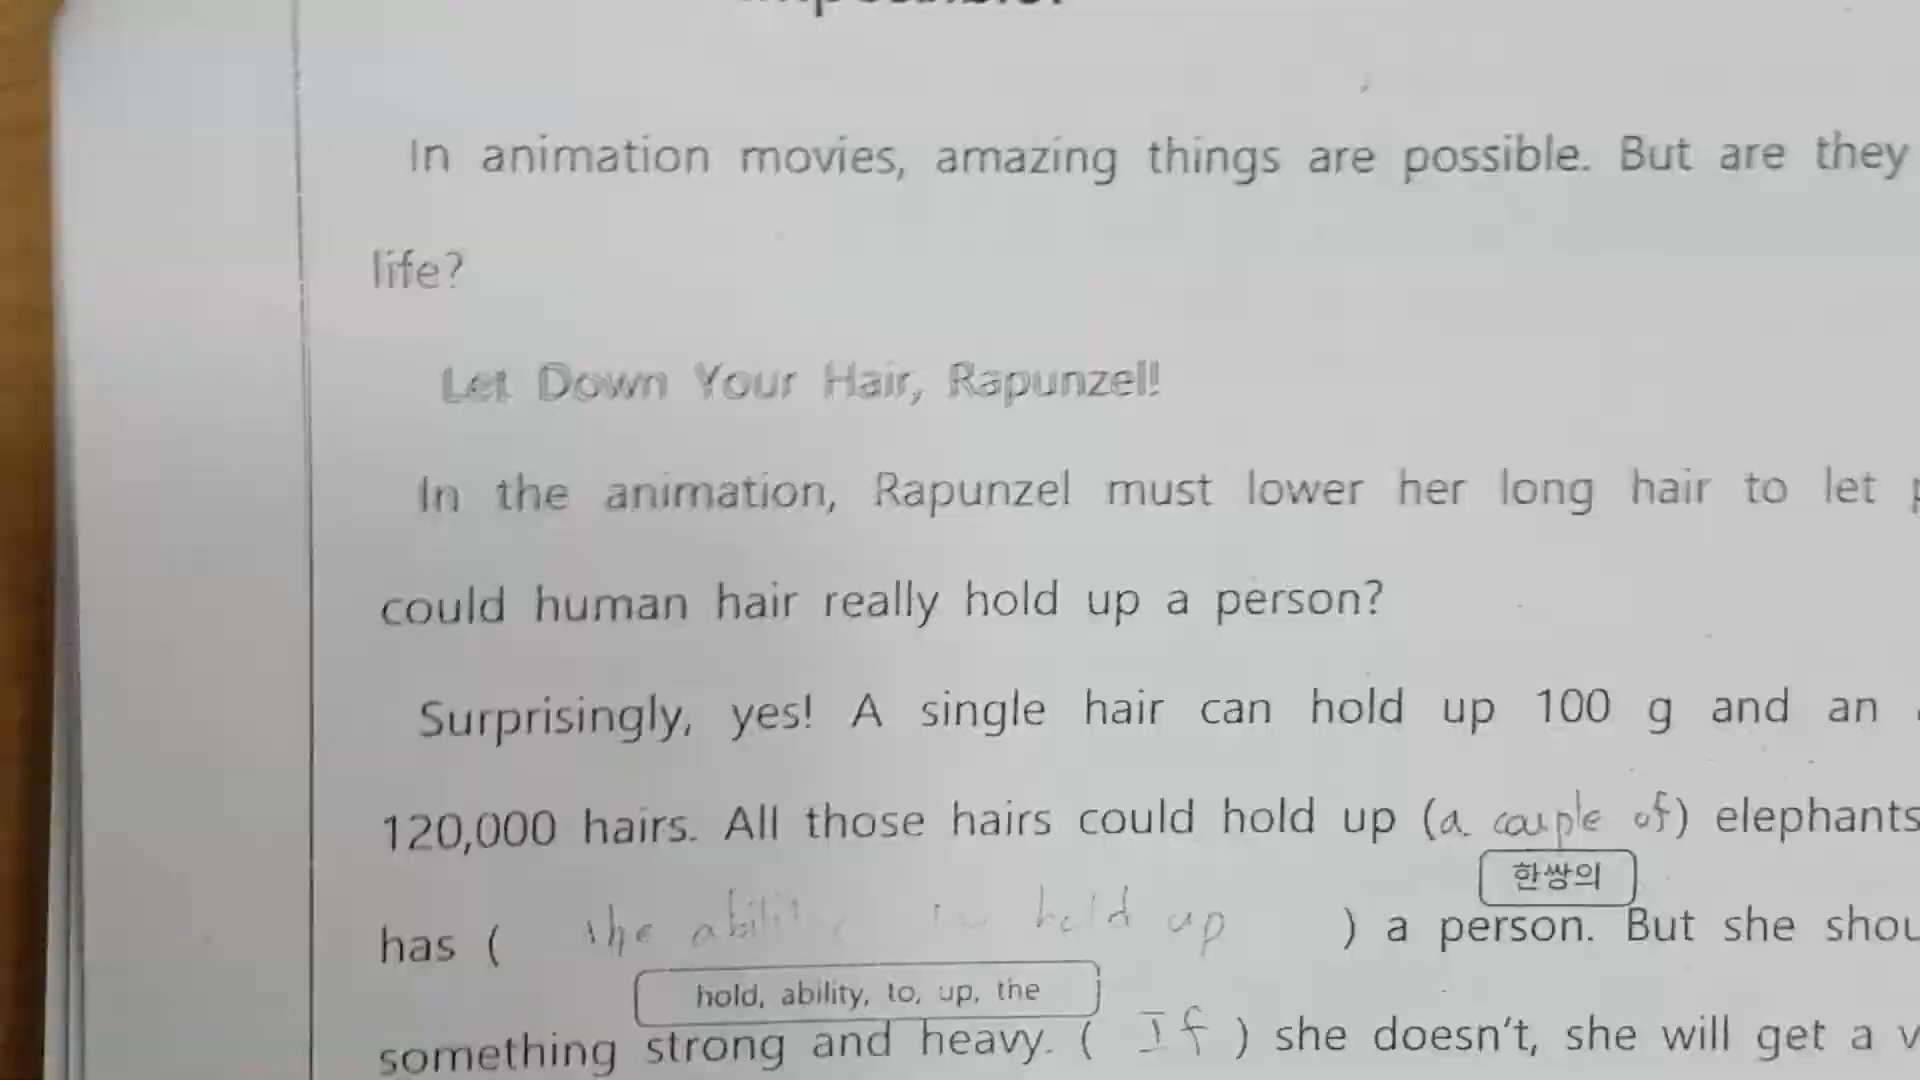 In animation movies, amazing things are possible. But are they
life?
Let Down Your Hair, Rapunzel!
In the animation, Rapunzel must lower her long hair to let
could human hair really hold up a person?
Surprisingly, yes! A single hair can hold up 100 g and an
120,000 hairs. All those hairs could hold up (a couple of) elephants
한쌍의
has ( the ability to hold up ) a person. But she shou
hold, ability, to, up, the
something strong and heavy. ( If ) she doesn't, she will get a